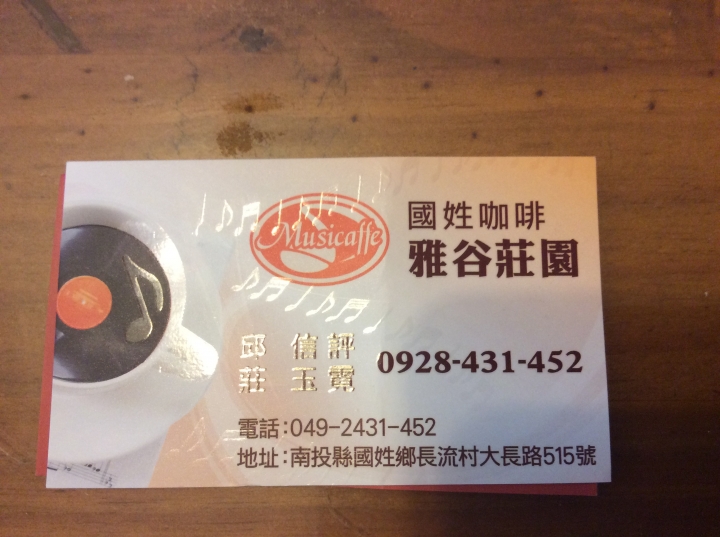 Musicaffe
國姓咖啡
雅谷莊園
邱 信評
莊 玉霓
0928-431-452
電話:049-2431-452
地址:南投縣國姓鄉長流村大長路515號